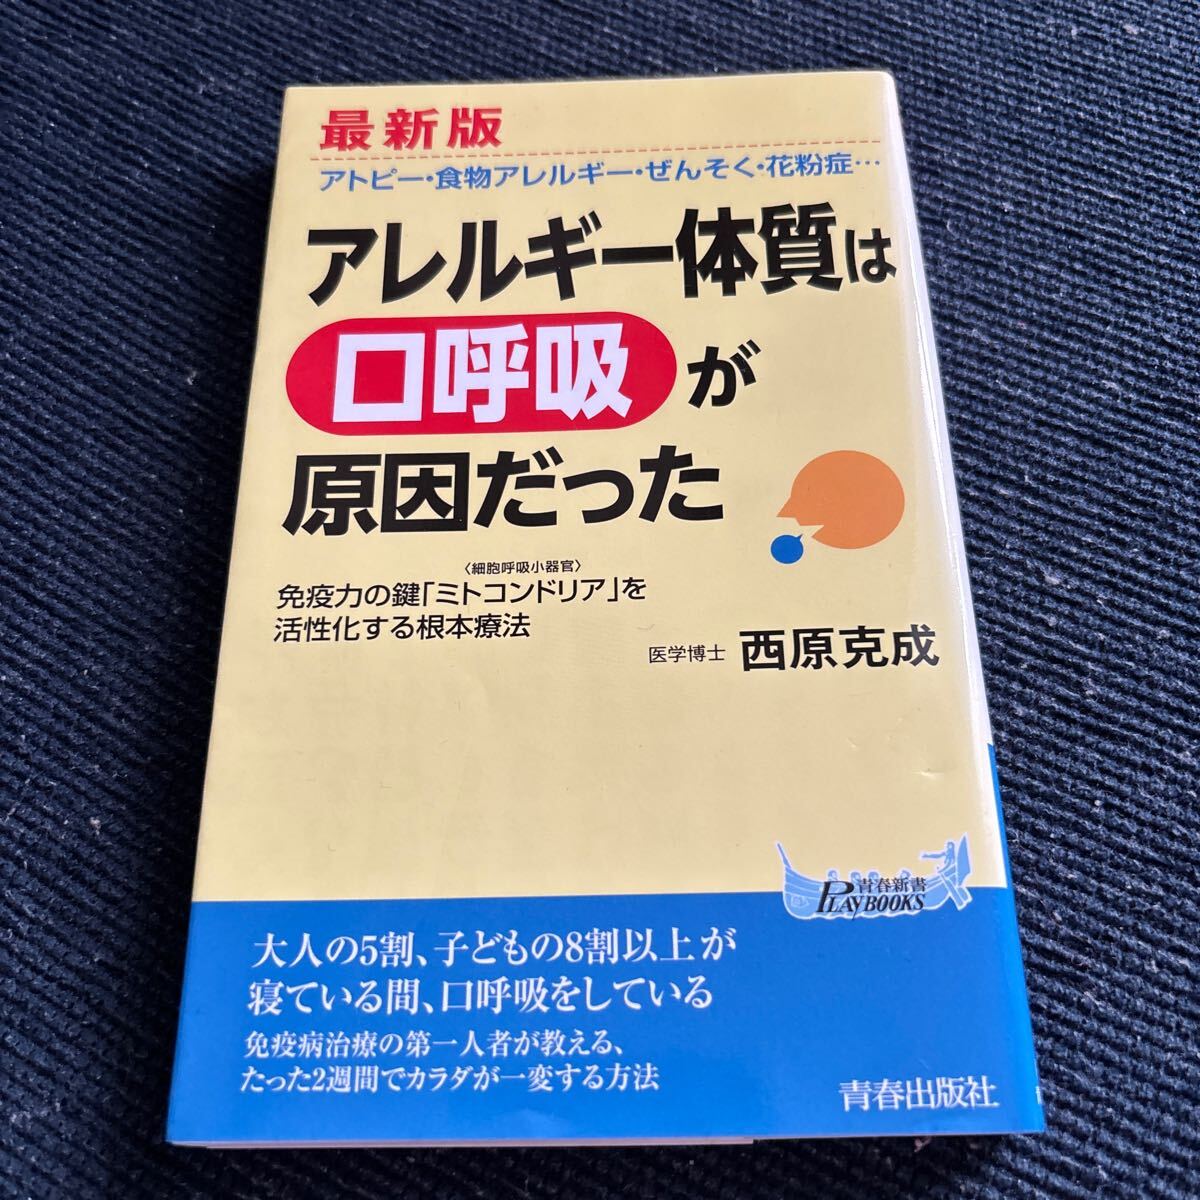 最新版
アトピー・食物アレルギー・ぜんそく・花粉症…
アレルギー体質は
口呼吸が
原因だった
〈細胞呼吸小器官〉
免疫力の鍵「ミトコンドリア」を
活性化する根本療法
医学博士 西原克成
青春新書
PLAYBOOKS
大人の5割、子どもの8割以上が
寝ている間、口呼吸をしている
免疫病治療の第一人者が教える、
たった2週間でカラダが一変する方法
青春出版社